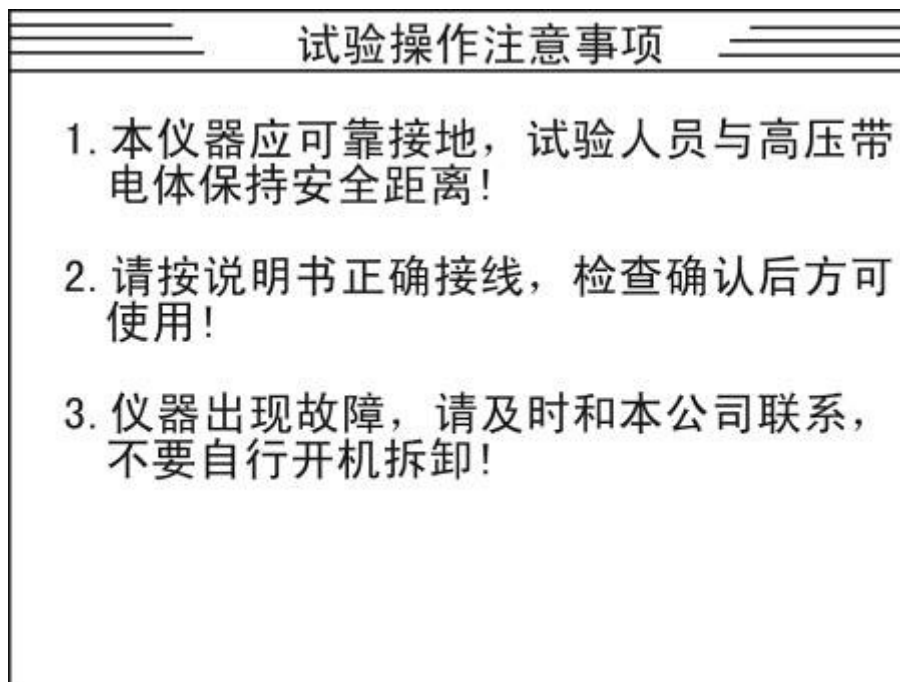 试验操作注意事项
1. 本仪器应可靠接地，试验人员与高压带
电体保持安全距离!
2. 请按说明书正确接线，检查确认后方可
使用!
3. 仪器出现故障，请及时和本公司联系，
不要自行开机拆卸!